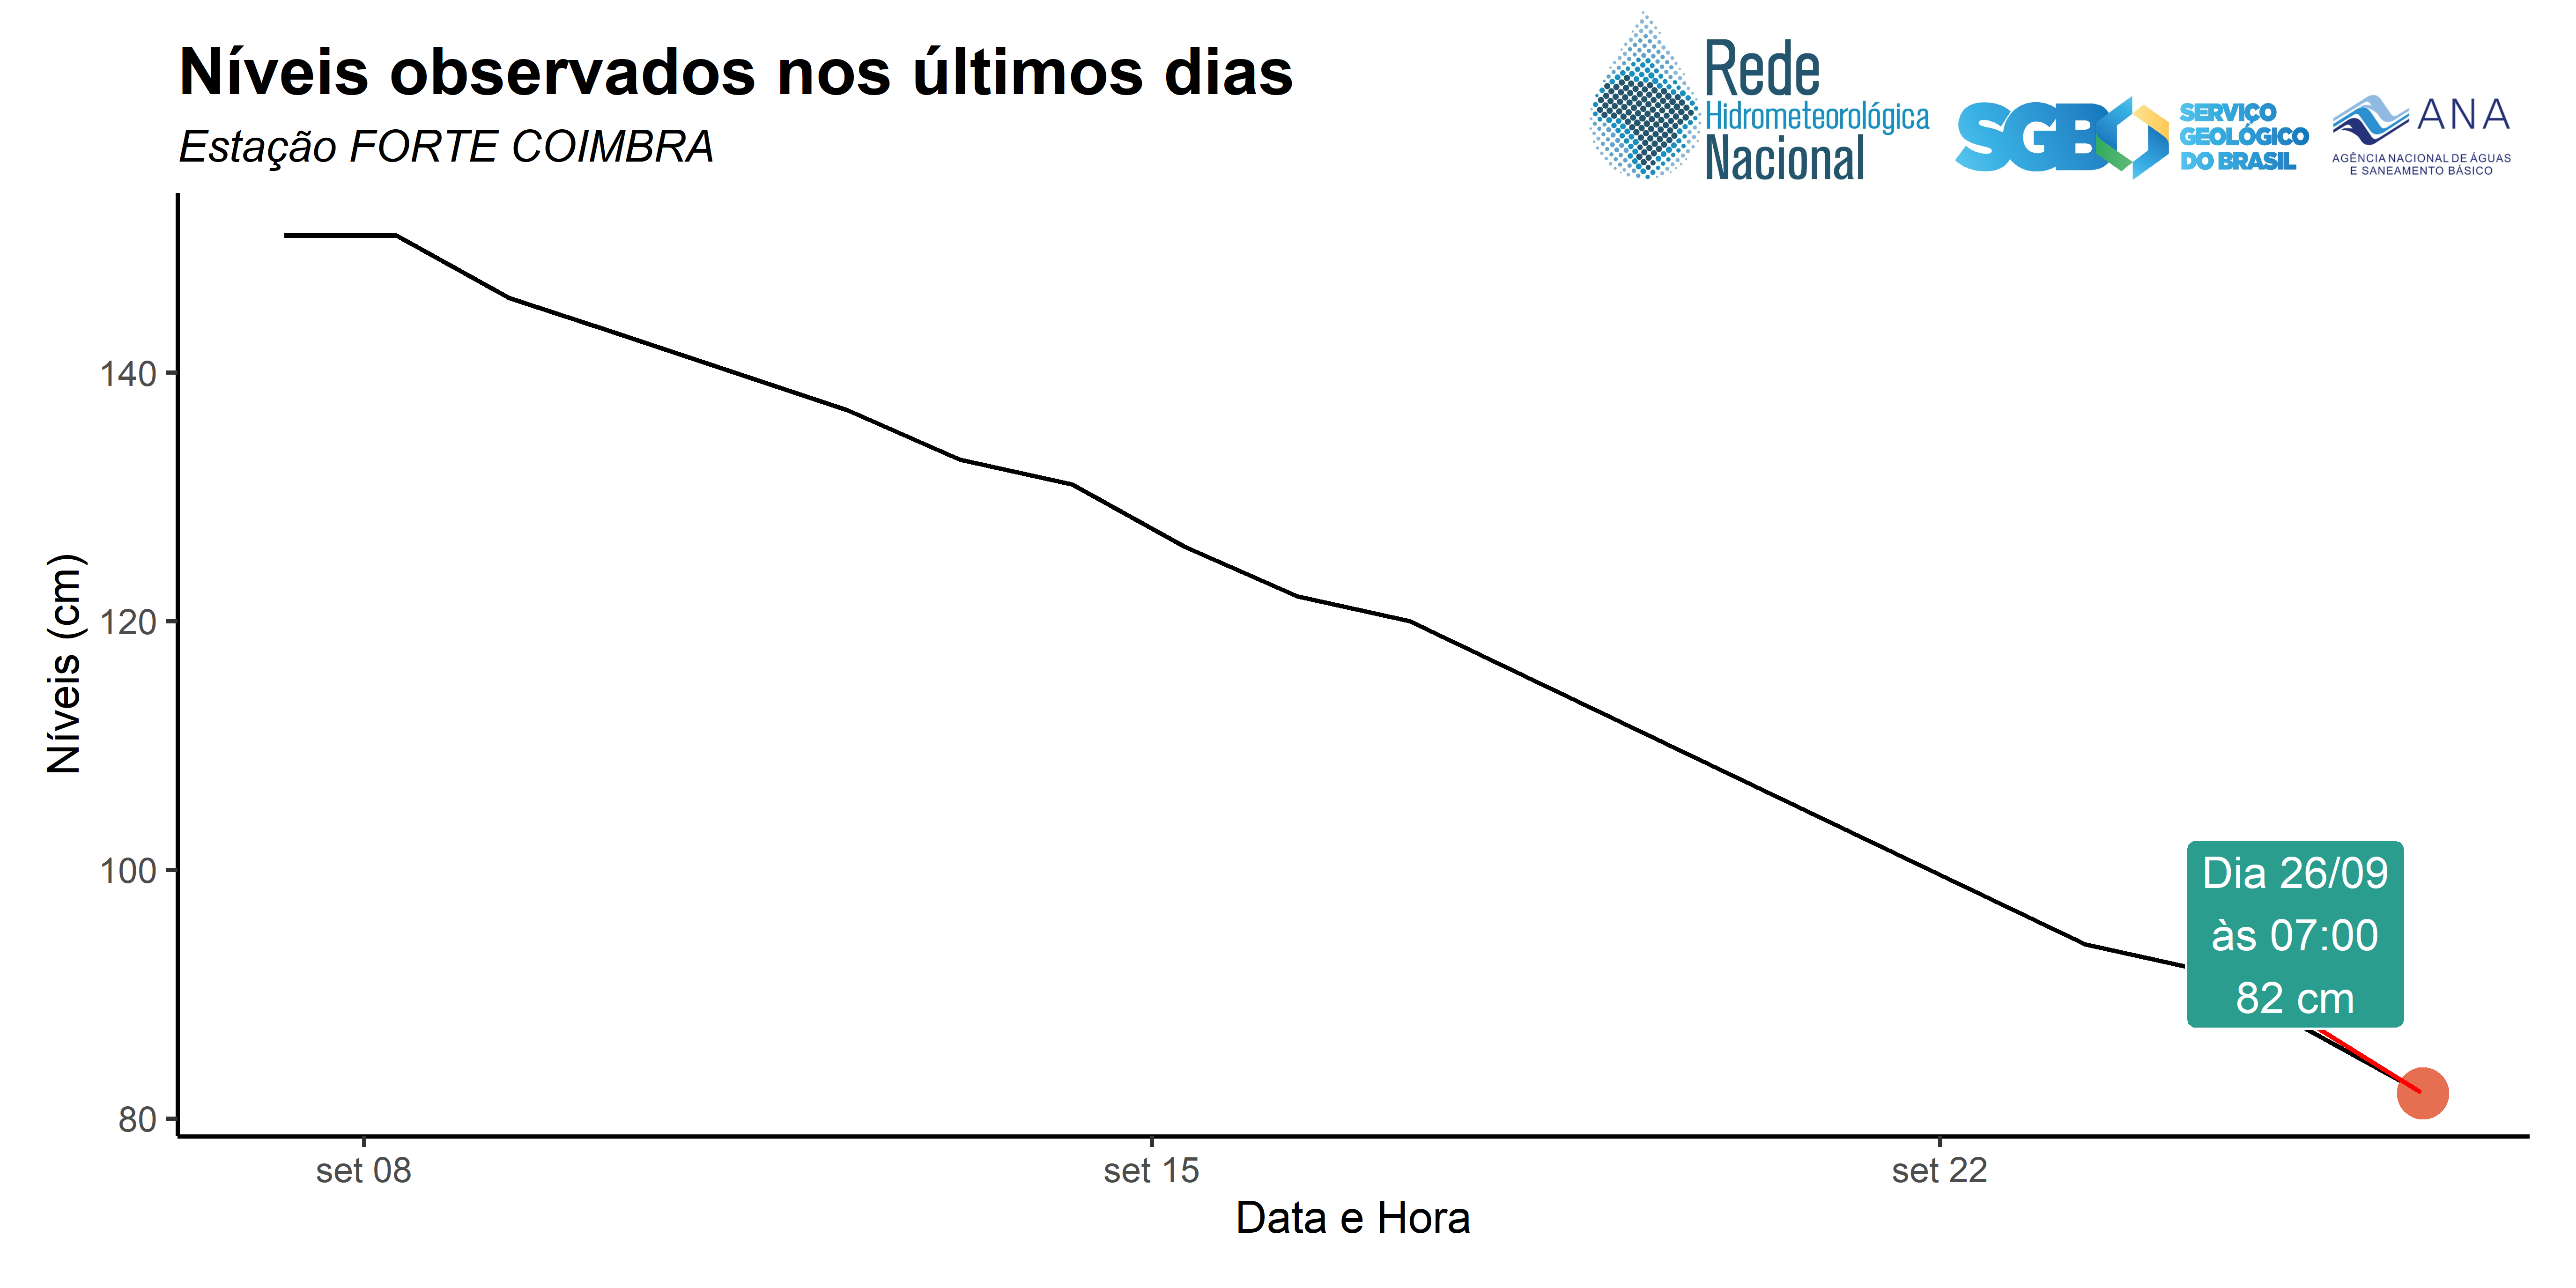 Níveis observados nos últimos dias
Estação FORTE COIMBRA
Rede
Hidrometeorológica
Nacional
SGB
SERVIÇO
GEOLÓGICO
DO BRASIL
ANA
AGÊNCIA NACIONAL DE ÁGUAS
E SANEAMENTO BÁSICO
Níveis (cm)
140
120
100
80
Dia 26/09
às 07:00
82 cm
set 08
set 15
set 22
Data e Hora